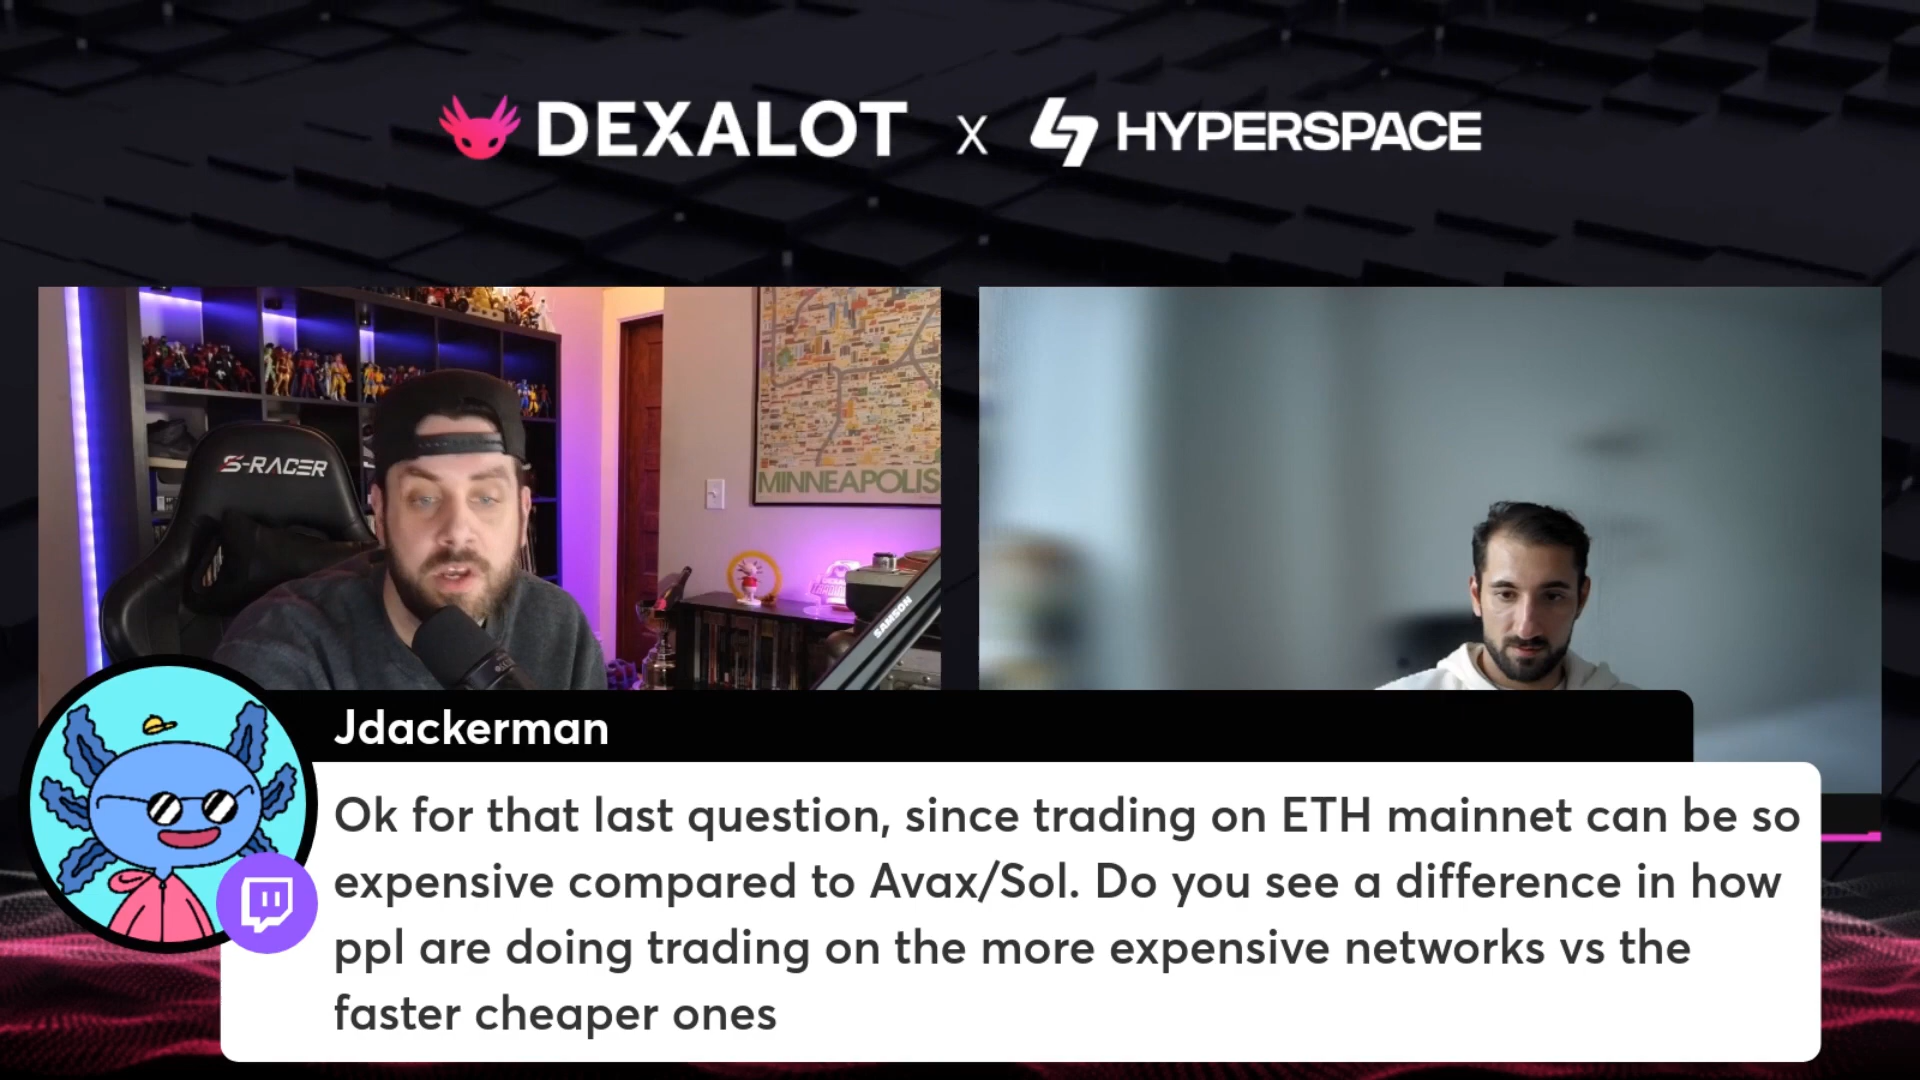 DEXALOT X HYPERSPACE
S-RACER
MINNEAPOLIS
SAMSON
Jdackerman
Ok for that last question, since trading on ETH mainnet can be so
expensive compared to Avax/Sol. Do you see a difference in how
ppl are doing trading on the more expensive networks vs the
faster cheaper ones